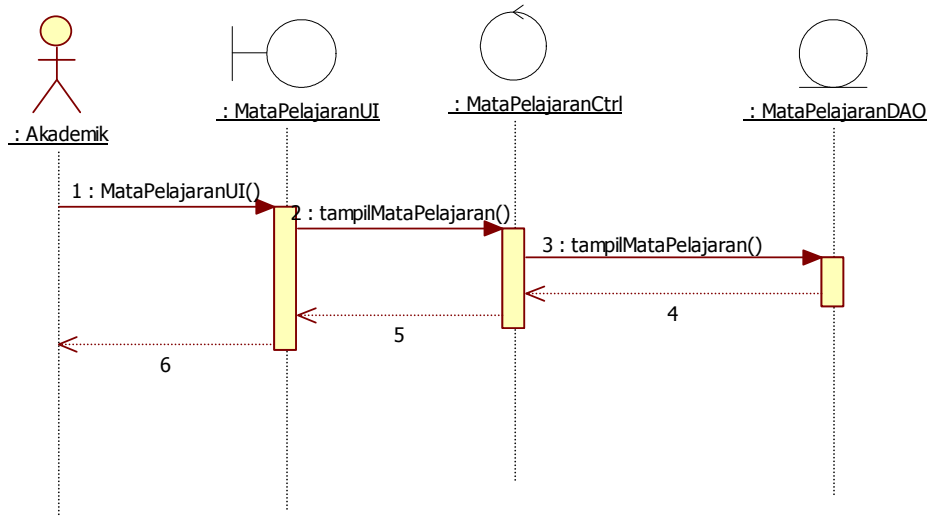 : Akademik
: MataPelajaranUI
: MataPelajaranCtrl
: MataPelajaranDAO
1 : MataPelajaranUI()
2 : tampilMataPelajaran()
3 : tampilMataPelajaran()
4
5
6